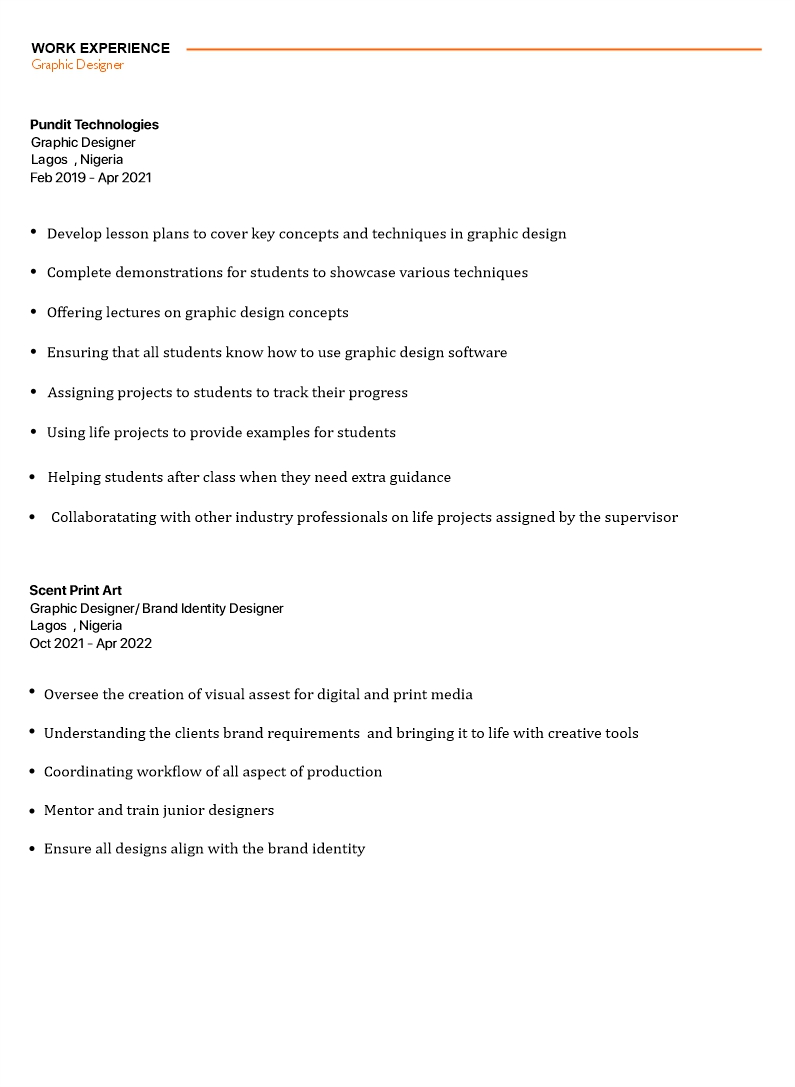 WORK EXPERIENCE
Graphic Designer
Pundit Technologies
Graphic Designer
Lagos , Nigeria
Feb 2019 - Apr 2021
• Develop lesson plans to cover key concepts and techniques in graphic design
• Complete demonstrations for students to showcase various techniques
• Offering lectures on graphic design concepts
• Ensuring that all students know how to use graphic design software
• Assigning projects to students to track their progress
• Using life projects to provide examples for students
• Helping students after class when they need extra guidance
• Collaboratating with other industry professionals on life projects assigned by the supervisor
Scent Print Art
Graphic Designer/ Brand Identity Designer
Lagos , Nigeria
Oct 2021 - Apr 2022
• Oversee the creation of visual assest for digital and print media
• Understanding the clients brand requirements  and bringing it to life with creative tools
• Coordinating workflow of all aspect of production
• Mentor and train junior designers
• Ensure all designs align with the brand identity